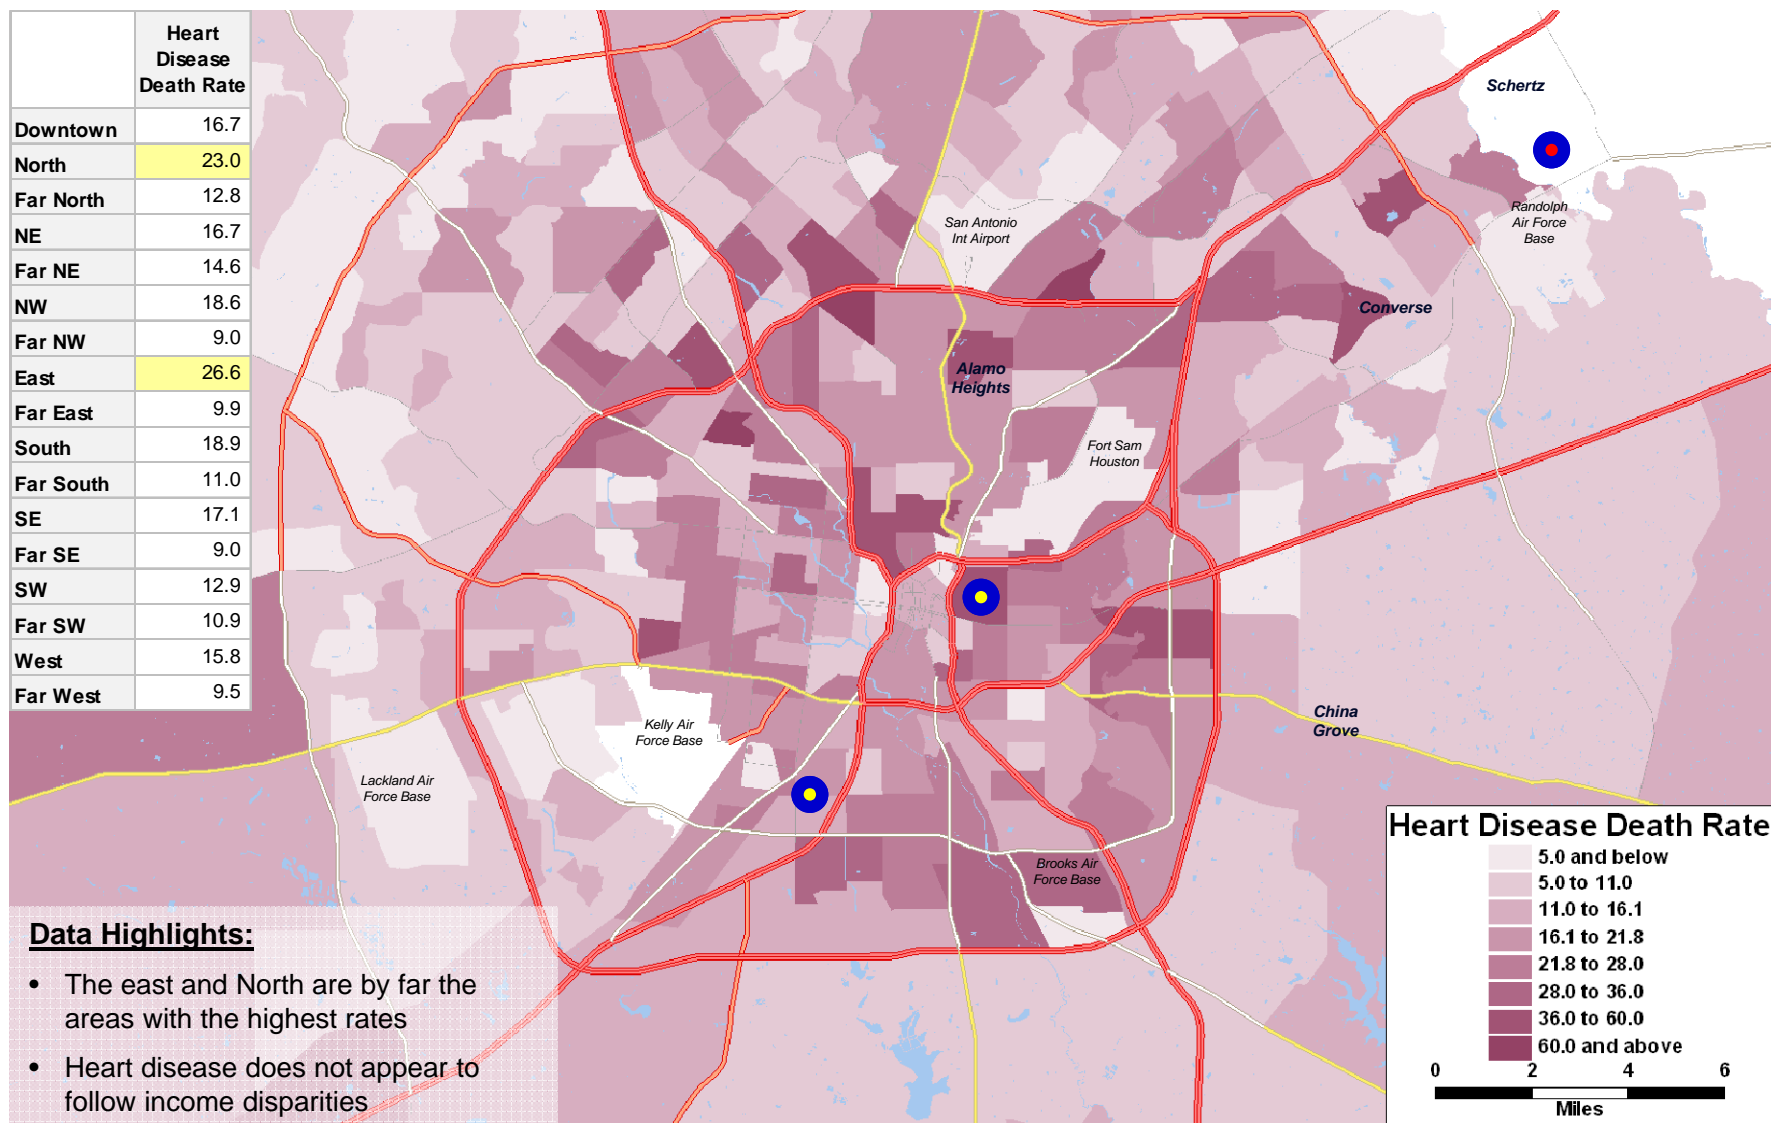 Heart
Disease
Death Rate
Downtown 16.7
North 23.0
Far North 12.8
NE 16.7
Far NE 14.6
NW 18.6
Far NW 9.0
East 26.6
Far East 9.9
South 18.9
Far South 11.0
SE 17.1
Far SE 9.0
SW 12.9
Far SW 10.9
West 15.8
Far West 9.5
Schertz
Randolph
Air Force
Base
San Antonio
Int Airport
Converse
Alamo
Heights
Fort Sam
Houston
China
Grove
Kelly Air
Force Base
Lackland Air
Force Base
Brooks Air
Force Base
Data Highlights:
• The east and North are by far the
areas with the highest rates
• Heart disease does not appear to
follow income disparities
Heart Disease Death Rate
5.0 and below
5.0 to 11.0
11.0 to 16.1
16.1 to 21.8
21.8 to 28.0
28.0 to 36.0
36.0 to 60.0
60.0 and above
0 2 4 6
Miles